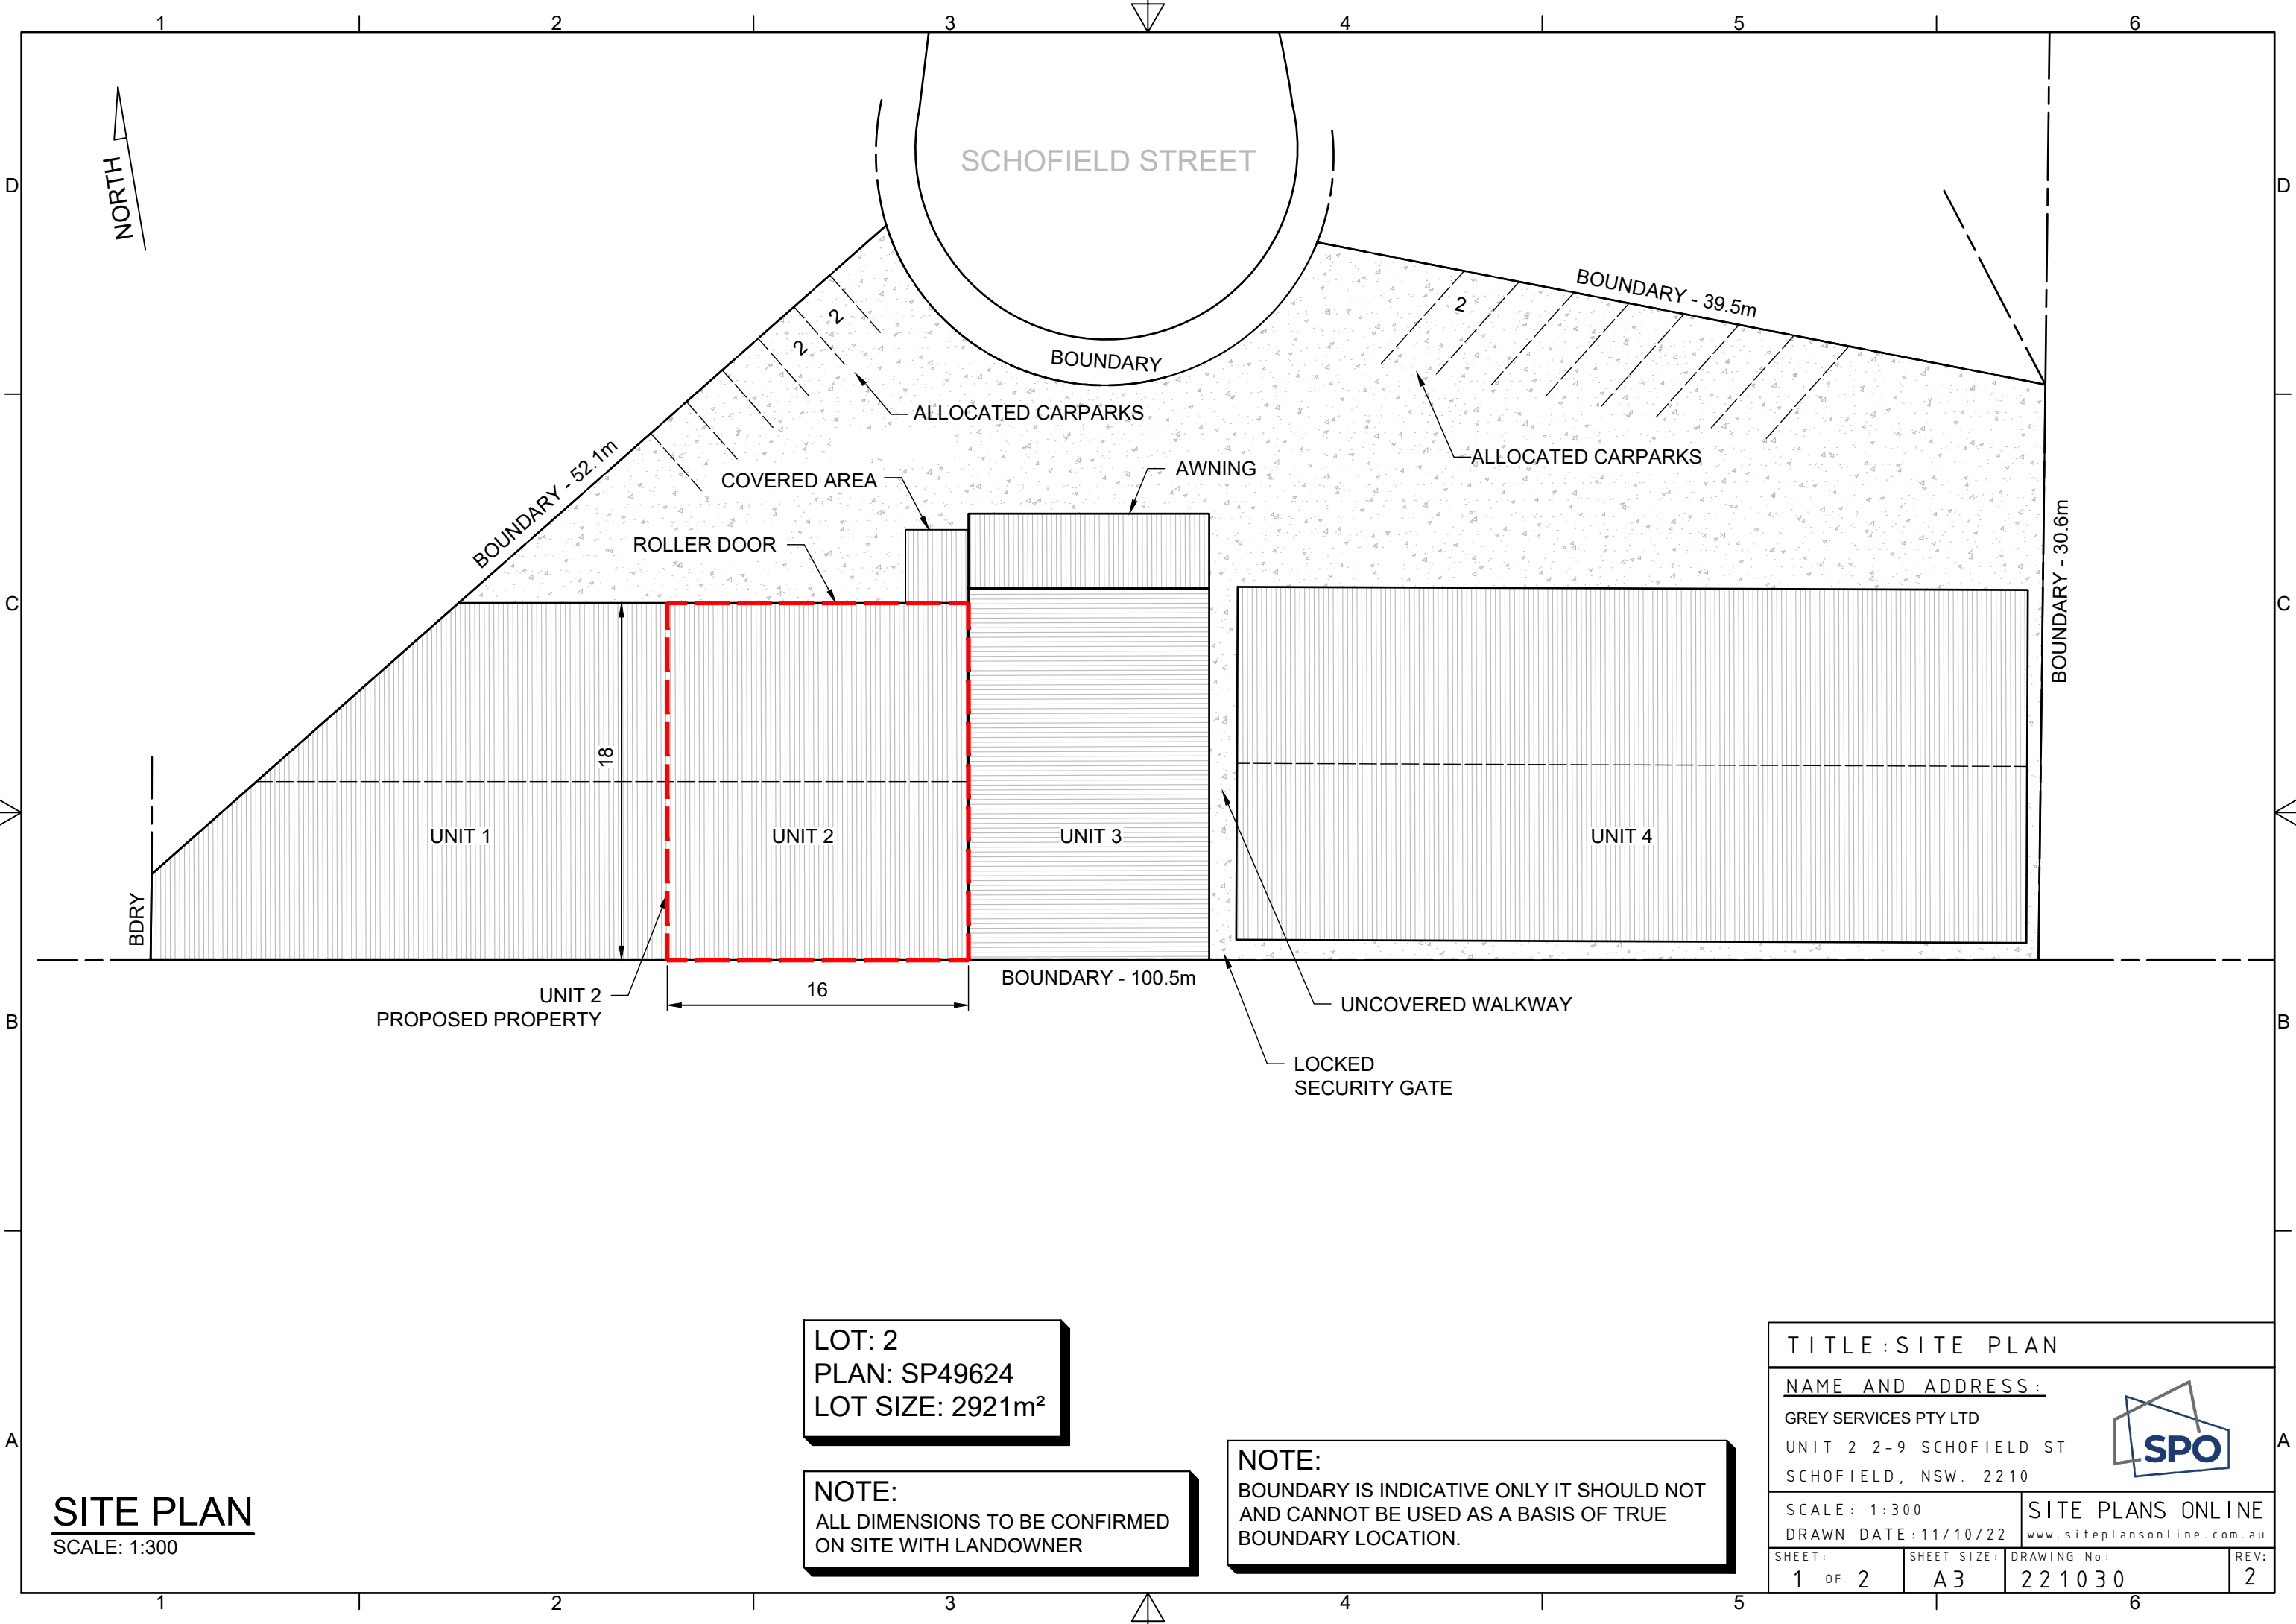 1 2 3 4 5 6
D D
NORTH
SCHOFIELD STREET
BOUNDARY - 39.5m
2
2
2
BOUNDARY
ALLOCATED CARPARKS
ALLOCATED CARPARKS
BOUNDARY - 52.1m
COVERED AREA
AWNING
ROLLER DOOR
BOUNDARY - 30.6m
C C
18
UNIT 1
UNIT 2
UNIT 3
UNIT 4
BDRY
BOUNDARY - 100.5m
16
UNIT 2
PROPOSED PROPERTY
UNCOVERED WALKWAY
B B
LOCKED
SECURITY GATE
LOT: 2
PLAN: SP49624
LOT SIZE: 2921m²
A A
NOTE:
ALL DIMENSIONS TO BE CONFIRMED
ON SITE WITH LANDOWNER
NOTE:
BOUNDARY IS INDICATIVE ONLY IT SHOULD NOT
AND CANNOT BE USED AS A BASIS OF TRUE
BOUNDARY LOCATION.
SITE PLAN
SCALE: 1:300
TITLE: SITE PLAN
NAME AND ADDRESS:
GREY SERVICES PTY LTD
UNIT 2 2-9 SCHOFIELD ST
SCHOFIELD, NSW. 2210
SPO
SCALE: 1:300
DRAWN DATE: 11/10/22
SITE PLANS ONLINE
www.siteplansonline.com.au
SHEET:
1 OF 2
SHEET SIZE:
A3
DRAWING No:
221030
REV:
2
1 2 3 4 5 6